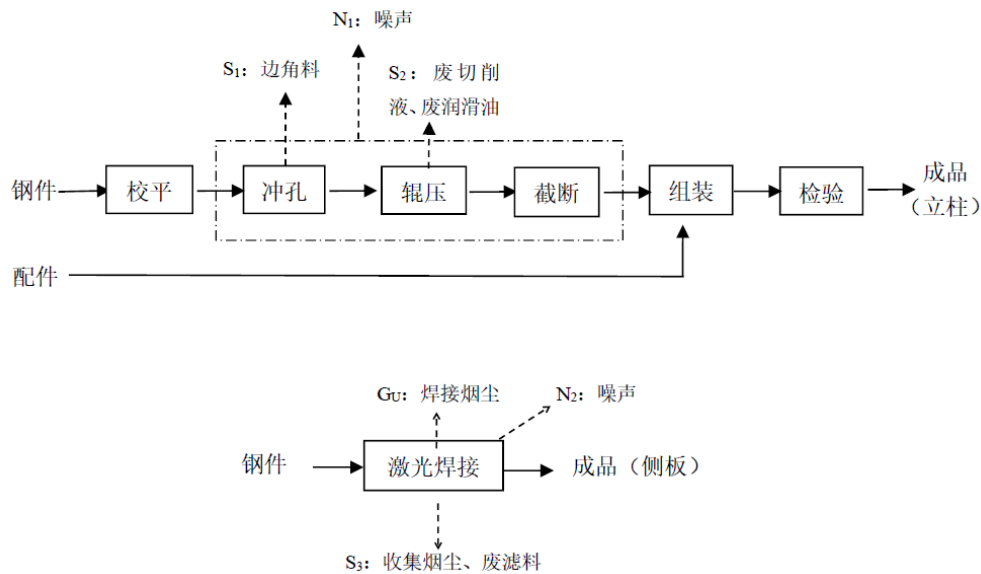 N₁：噪声
S₁：边角料
S₂：废切削
液、废润滑油
钢件
校平
冲孔
辊压
截断
组装
检验
成品
（立柱）
配件
G_U：焊接烟尘
N₂：噪声
钢件
激光焊接
成品（侧板）
S₃：收集烟尘、废滤料